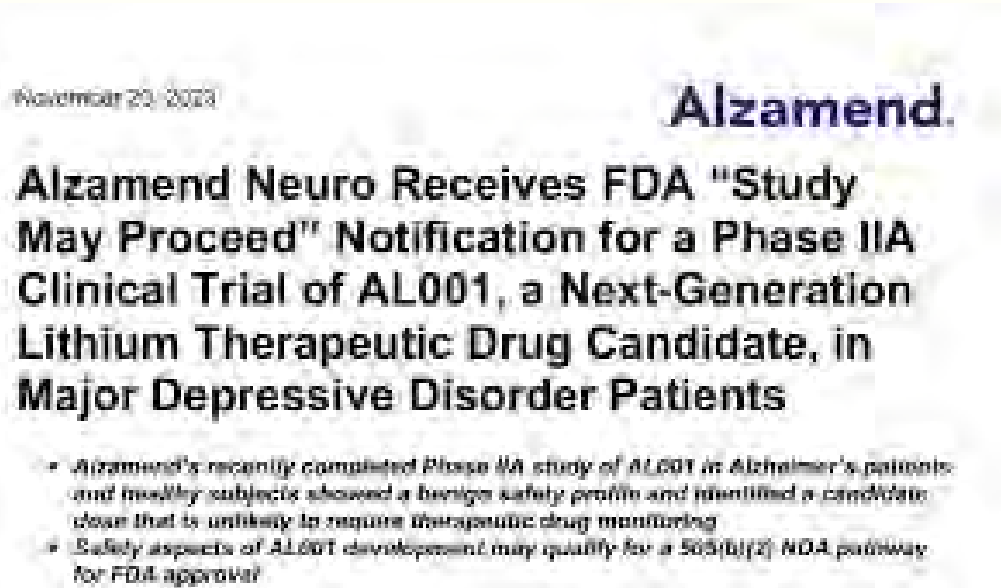 November 20, 2023
Alzamend
Alzamend Neuro Receives FDA “Study
May Proceed” Notification for a Phase IIA
Clinical Trial of AL001, a Next-Generation
Lithium Therapeutic Drug Candidate, in
Major Depressive Disorder Patients
• Alzamend's recently completed Phase IIA study of AL001 in Alzheimer's patients
and healthy subjects showed a benign safety profile and identified a candidate
dose that is unlikely to require therapeutic drug monitoring
• Safety aspects of AL001 development may qualify for a 505(b)(2) NDA pathway
for FDA approval